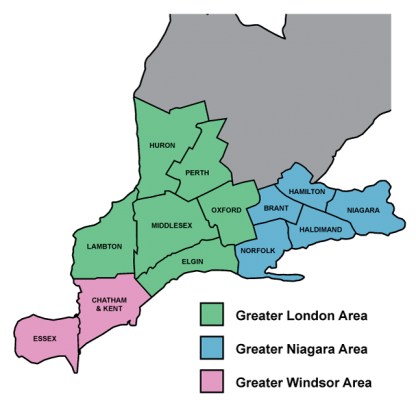 HURON
PERTH
HAMILTON
NIAGARA
BRANT
OXFORD
MIDDLESEX
HALDIMAND
LAMBTON
NORFOLK
ELGIN
CHATHAM
& KENT
ESSEX
Greater London Area
Greater Niagara Area
Greater Windsor Area